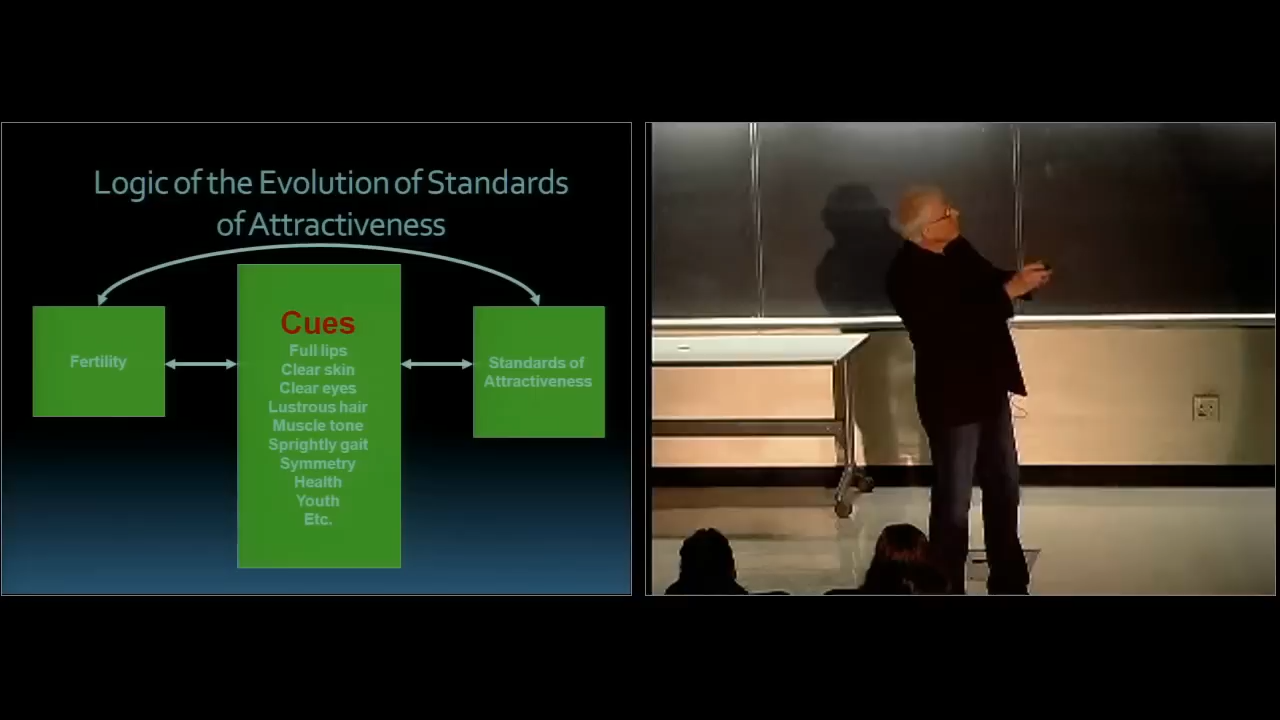 Logic of the Evolution of Standards
of Attractiveness
Fertility
Cues
Full lips
Clear skin
Clear eyes
Lustrous hair
Muscle tone
Sprightly gait
Symmetry
Health
Youth
Etc.
Standards of
Attractiveness